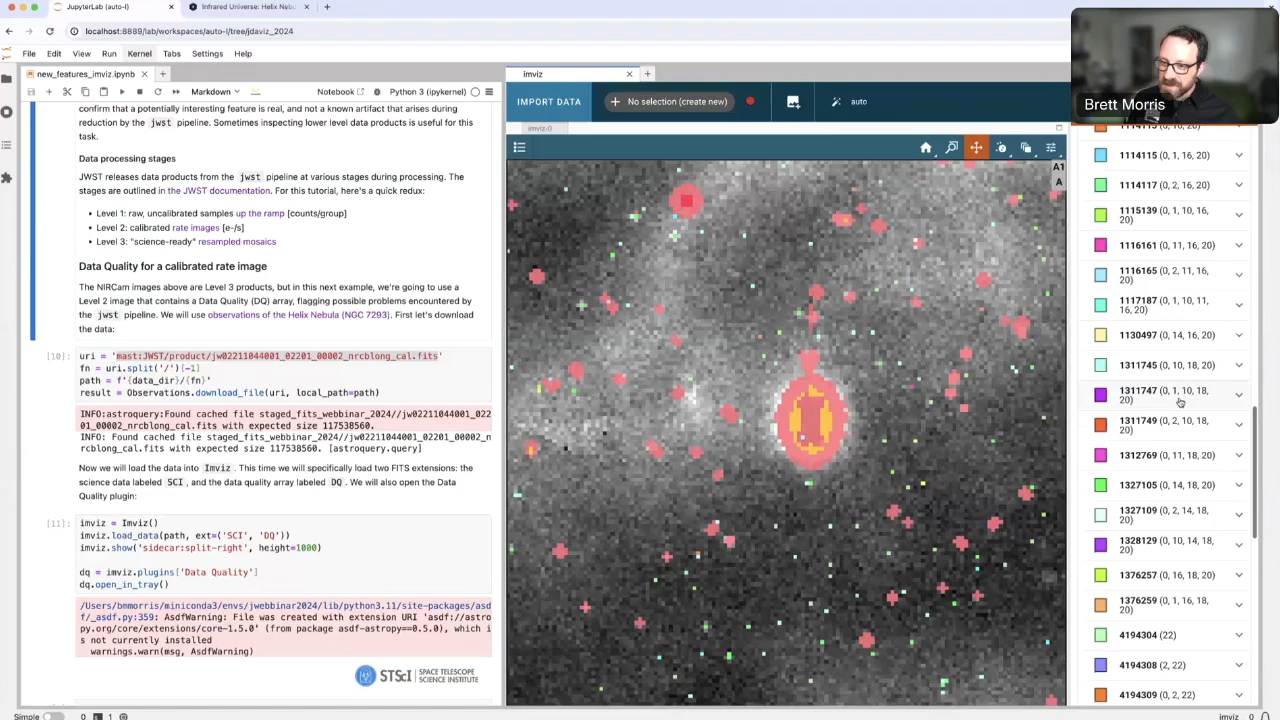 JupyterLab (auto-l)
Infrared Universe: Helix Neb
localhost:8889/lab/workspaces/auto-l/tree/jdaviz_2024
File Edit View Run Kernel Tabs Settings Help
new_features_imviz.ipynb
Markdown
Notebook
Python 3 (ipykernel)
confirm that a potentially interesting feature is real, and not a known artifact that arises during
reduction by the jwst pipeline. Sometimes inspecting lower level data products is useful for this
task.
Data processing stages
JWST releases data products from the jwst pipeline at various stages during processing. The
stages are outlined in the JWST documentation. For this tutorial, here's a quick redux:
• Level 1: raw, uncalibrated samples up the ramp [counts/group]
• Level 2: calibrated rate images [e-/s]
• Level 3: "science-ready" resampled mosaics
Data Quality for a calibrated rate image
The NIRCam images above are Level 3 products, but in this next example, we're going to use a
Level 2 image that contains a Data Quality (DQ) array, flagging possible problems encountered by
the jwst pipeline. We will use observations of the Helix Nebula (NGC 7293). First let's download
the data:
[10]:
uri = 'mast:JWST/product/jw02211044001_02201_00002_nrcblong_cal.fits'
fn = uri.split('/')[-1]
path = f'{data_dir}/{fn}'
result = Observations.download_file(uri, local_path=path)
INFO:astroquery:Found cached file staged_fits_webbinar_2024//jw02211044001_022
01_00002_nrcblong_cal.fits with expected size 117538560.
INFO: Found cached file staged_fits_webbinar_2024//jw02211044001_02201_00002_n
rcblong_cal.fits with expected size 117538560. [astroquery.query]
Now we will load the data into Imviz. This time we will specifically load two FITS extensions: the
science data labeled SCI, and the data quality array labeled DQ. We will also open the Data
Quality plugin:
[11]:
imviz = Imviz()
imviz.load_data(path, ext=('SCI', 'DQ'))
imviz.show('sidecar:split-right', height=1000)
dq = imviz.plugins['Data Quality']
dq.open_in_tray()
/Users/bmmorris/miniconda3/envs/jwebbinar2024/lib/python3.11/site-packages/asd
f/_asdf.py:359: AsdfWarning: File was created with extension URI 'asdf://astro
py.org/core/extensions/core-1.5.0' (from package asdf-astropy==0.5.0), which i
s not currently installed
warnings.warn(msg, AsdfWarning)
STScI | SPACE TELESCOPE
SCIENCE INSTITUTE
Simple
0
1
imviz
IMPORT DATA
No selection (create new)
auto
imviz-0
A1
A
Brett Morris
1114115 (0, 1, 16, 20)
1114117 (0, 2, 16, 20)
1115139 (0, 1, 10, 16,
20)
1116161 (0, 11, 16, 20)
1116165 (0, 2, 11, 16,
20)
1117187 (0, 1, 10, 11,
16, 20)
1130497 (0, 14, 16, 20)
1311745 (0, 10, 18, 20)
1311747 (0, 1, 10, 18,
20)
1311749 (0, 2, 10, 18,
20)
1312769 (0, 11, 18, 20)
1327105 (0, 14, 18, 20)
1327109 (0, 2, 14, 18,
20)
1328129 (0, 10, 14, 18,
20)
1376257 (0, 16, 18, 20)
1376259 (0, 1, 16, 18,
20)
4194304 (22)
4194308 (2, 22)
4194309 (0, 2, 22)
imviz
0